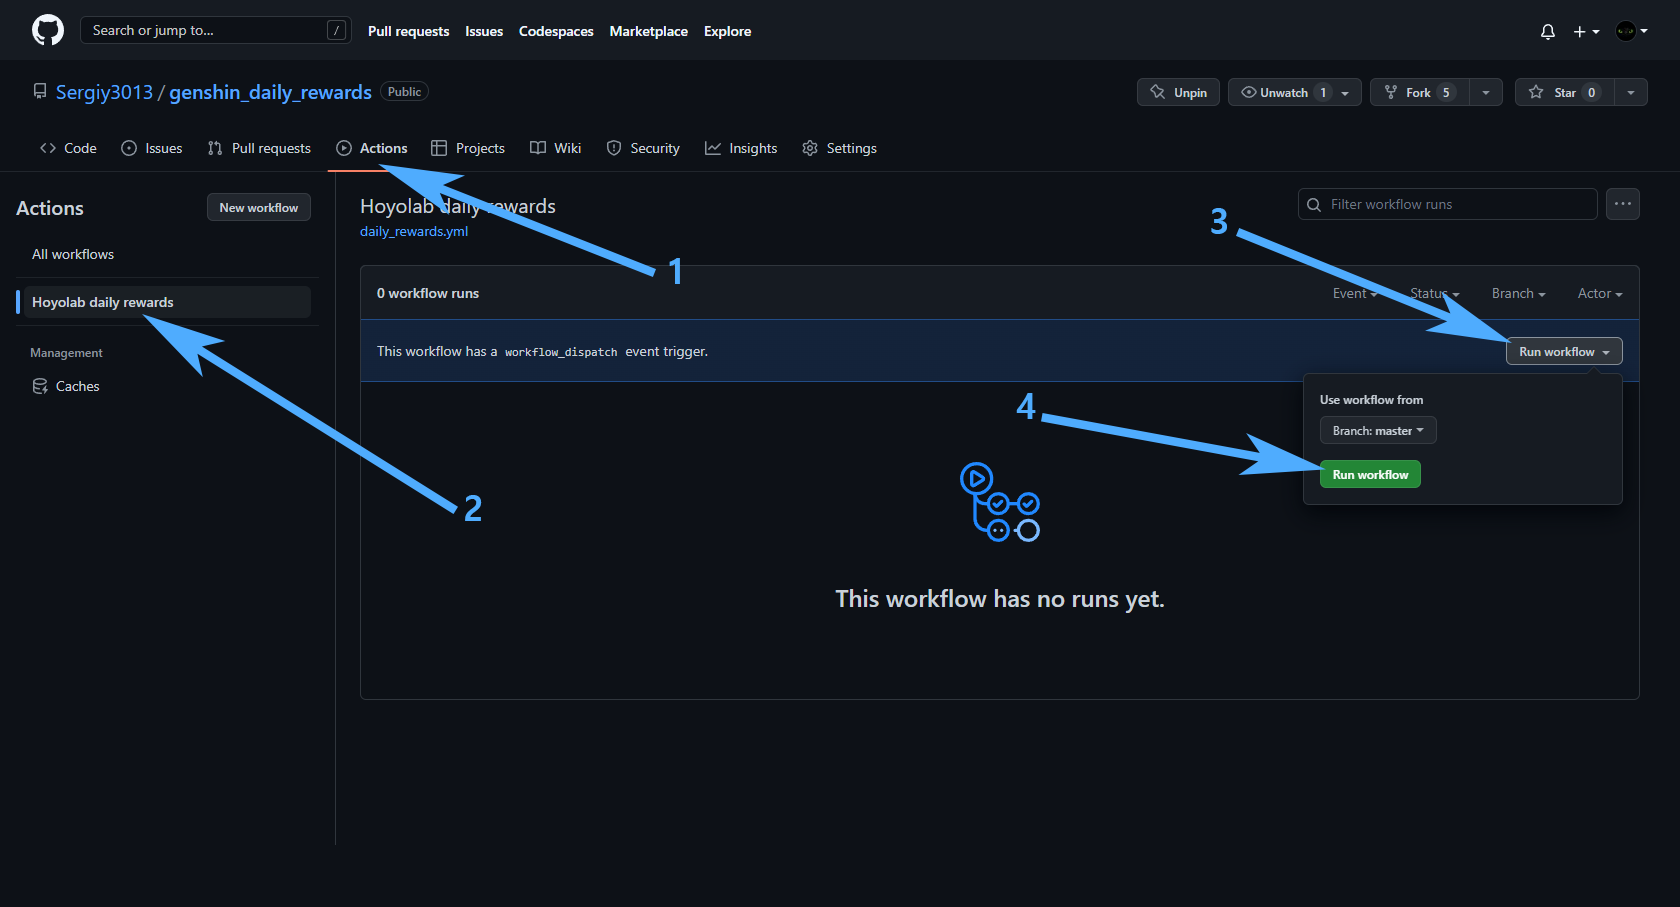 Search or jump to... /
Pull requests Issues Codespaces Marketplace Explore
Sergiy3013 / genshin_daily_rewards Public
Unpin Unwatch 1 Fork 5 Star 0
Code Issues Pull requests Actions Projects Wiki Security Insights Settings
Actions New workflow
All workflows
Hoyolab daily rewards
Management
Caches
Hoyolab daily rewards
daily_rewards.yml
Filter workflow runs
0 workflow runs
Event Status Branch Actor
This workflow has a workflow_dispatch event trigger.
Run workflow
Use workflow from
Branch: master
Run workflow
This workflow has no runs yet.
1
2
3
4